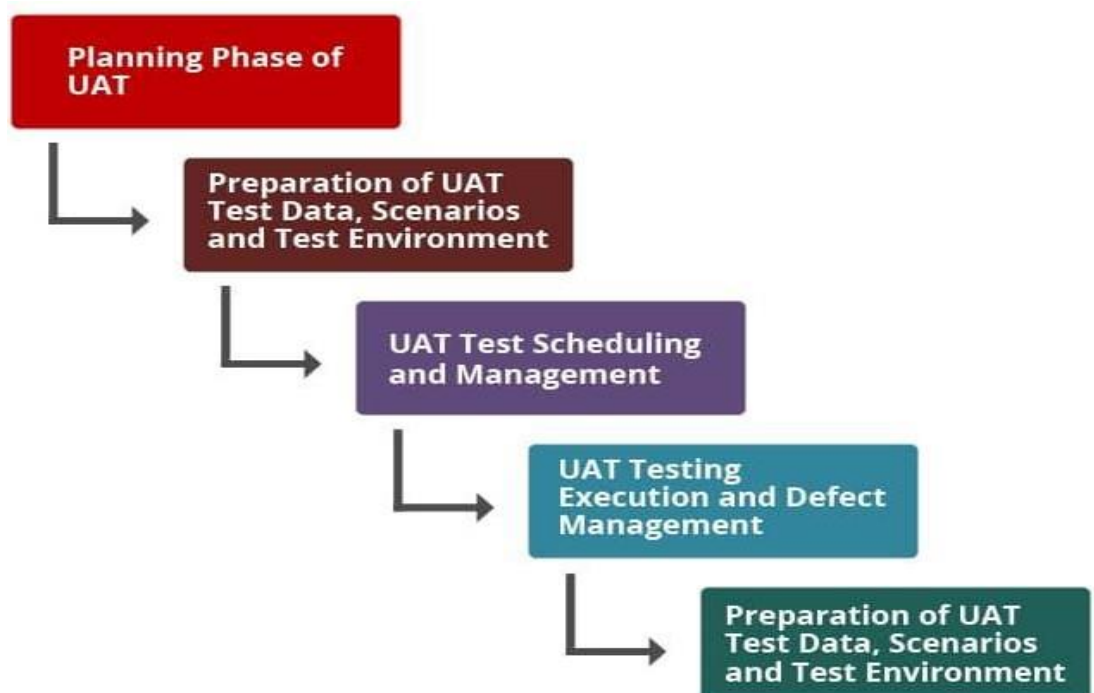 Planning Phase of
UAT
Preparation of UAT
Test Data, Scenarios
and Test Environment
UAT Test Scheduling
and Management
UAT Testing
Execution and Defect
Management
Preparation of UAT
Test Data, Scenarios
and Test Environment